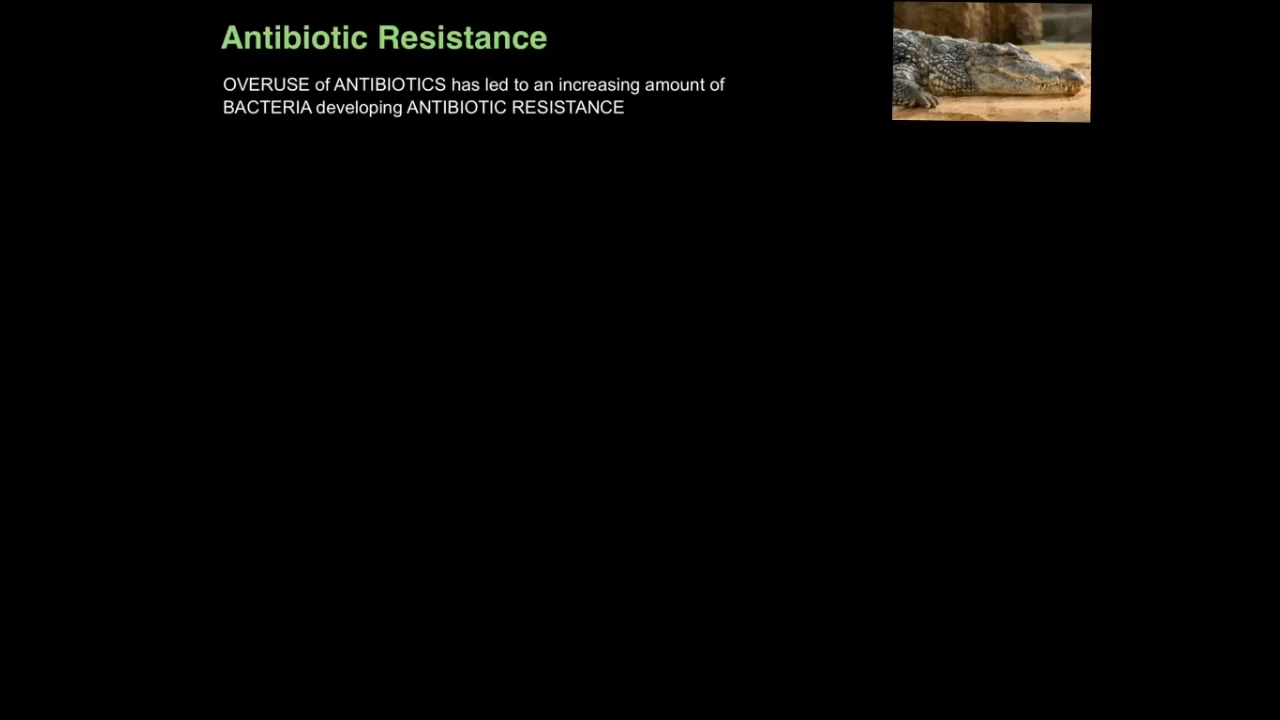 Antibiotic Resistance
OVERUSE of ANTIBIOTICS has led to an increasing amount of
BACTERIA developing ANTIBIOTIC RESISTANCE